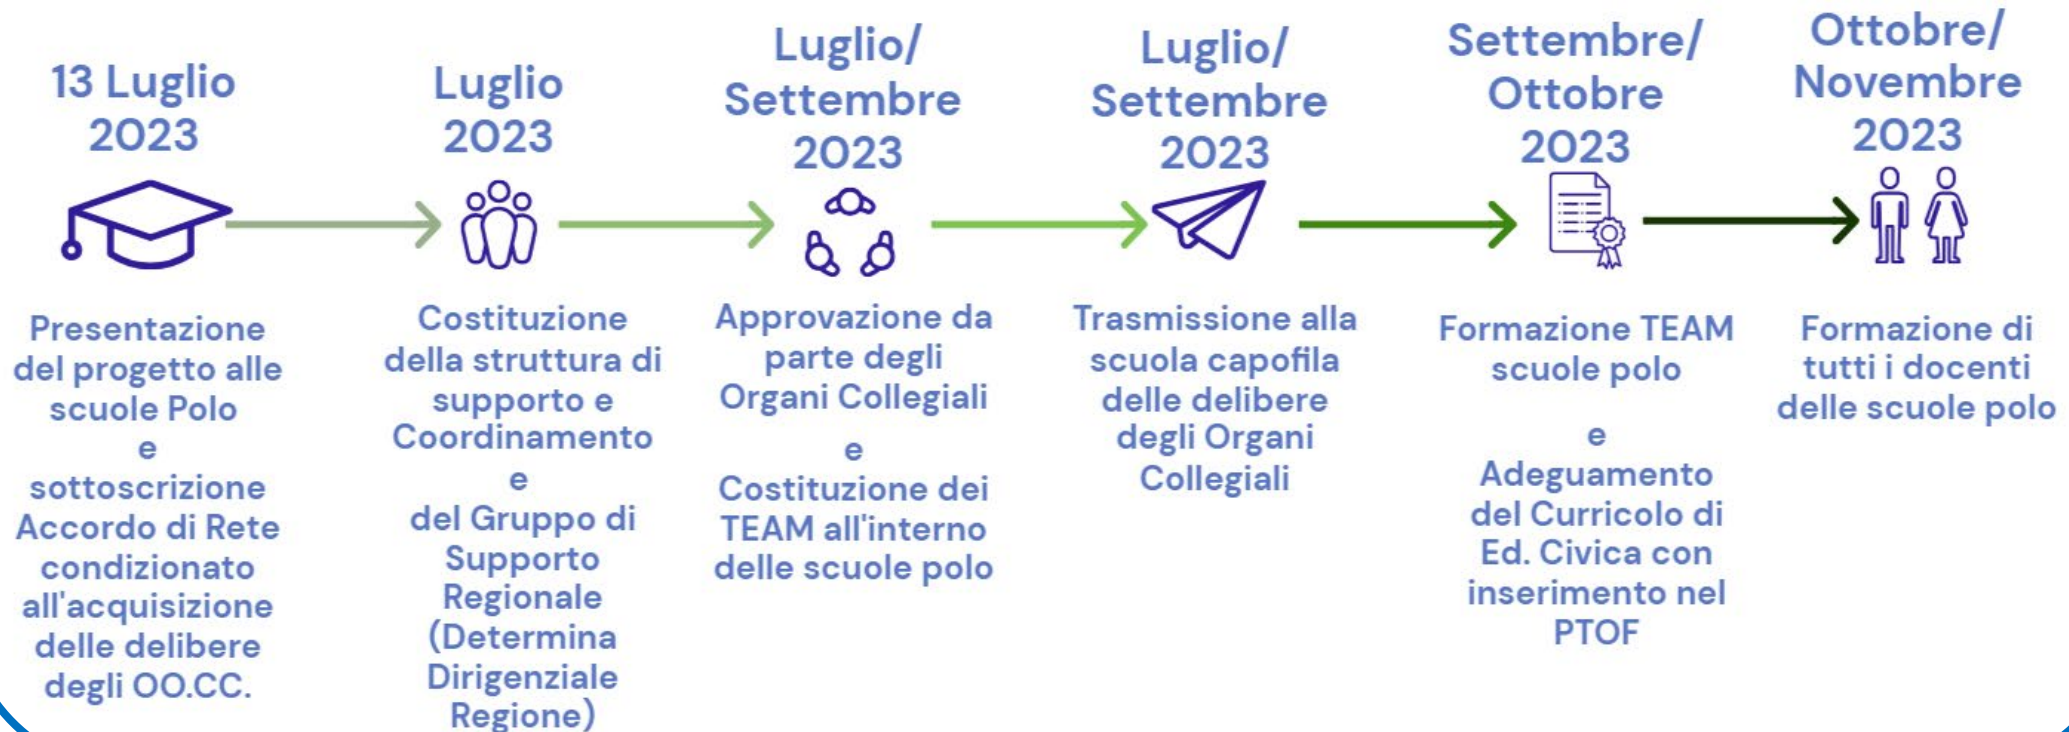 13 Luglio
2023
Presentazione
del progetto alle
scuole Polo
e
sottoscrizione
Accordo di Rete
condizionato
all'acquisizione
delle delibere
degli OO.CC.
Luglio
2023
Costituzione
della struttura di
supporto e
Coordinamento
e
del Gruppo di
Supporto
Regionale
(Determina
Dirigenziale
Regione)
Luglio/
Settembre
2023
Approvazione da
parte degli
Organi Collegiali
e
Costituzione dei
TEAM all'interno
delle scuole polo
Luglio/
Settembre
2023
Trasmissione alla
scuola capofila
delle delibere
degli Organi
Collegiali
Settembre/
Ottobre
2023
Formazione TEAM
scuole polo
e
Adeguamento
del Curricolo di
Ed. Civica con
inserimento nel
PTOF
Ottobre/
Novembre
2023
Formazione di
tutti i docenti
delle scuole polo